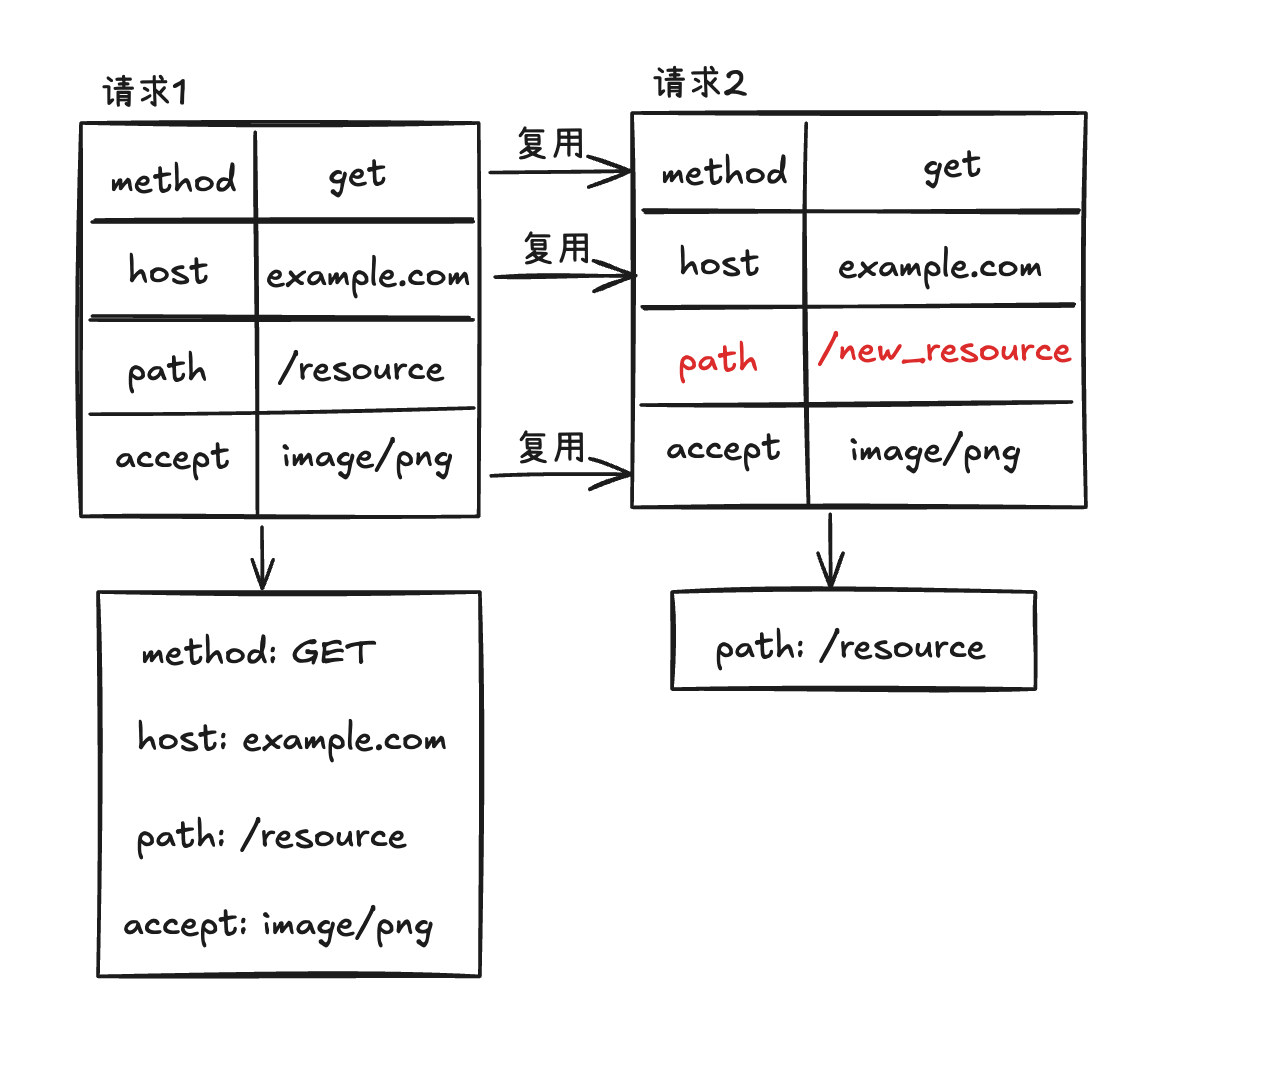 请求1
method get
host example.com
path /resource
accept image/png
复用
复用
复用
请求2
method get
host example.com
path /new_resource
accept image/png
method: GET
host: example.com
path: /resource
accept: image/png
path: /resource